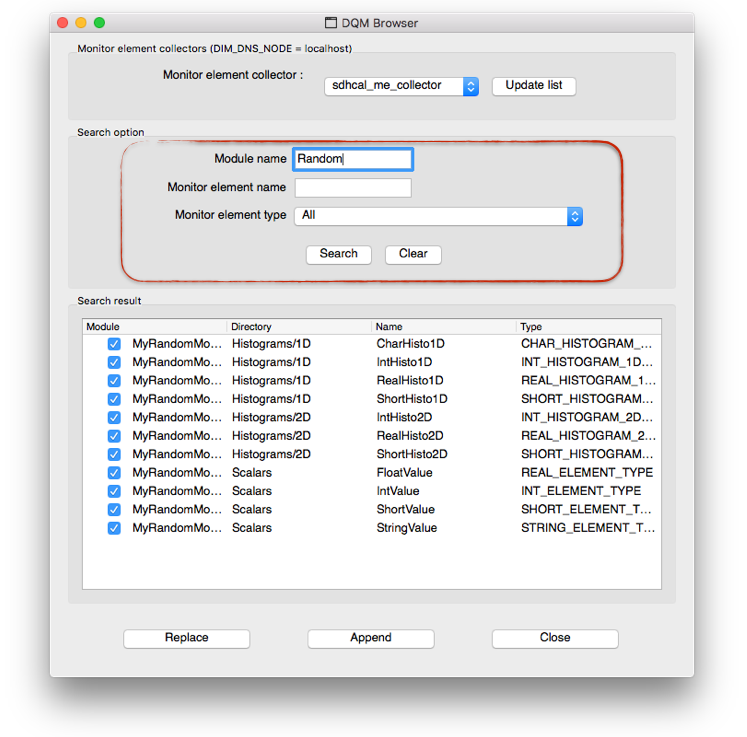 DQM Browser
Monitor element collectors (DIM_DNS_NODE = localhost)
Monitor element collector : sdhcal_me_collector Update list
Search option
Module name Random
Monitor element name
Monitor element type All
Search Clear
Search result
Module Directory Name Type
MyRandomMo... Histograms/1D CharHisto1D CHAR_HISTOGRAM_...
MyRandomMo... Histograms/1D IntHisto1D INT_HISTOGRAM_1D...
MyRandomMo... Histograms/1D RealHisto1D REAL_HISTOGRAM_1...
MyRandomMo... Histograms/1D ShortHisto1D SHORT_HISTOGRAM...
MyRandomMo... Histograms/2D IntHisto2D INT_HISTOGRAM_2D...
MyRandomMo... Histograms/2D RealHisto2D REAL_HISTOGRAM_2...
MyRandomMo... Histograms/2D ShortHisto2D SHORT_HISTOGRAM...
MyRandomMo... Scalars FloatValue REAL_ELEMENT_TYPE
MyRandomMo... Scalars IntValue INT_ELEMENT_TYPE
MyRandomMo... Scalars ShortValue SHORT_ELEMENT_T...
MyRandomMo... Scalars StringValue STRING_ELEMENT_T...
Replace Append Close